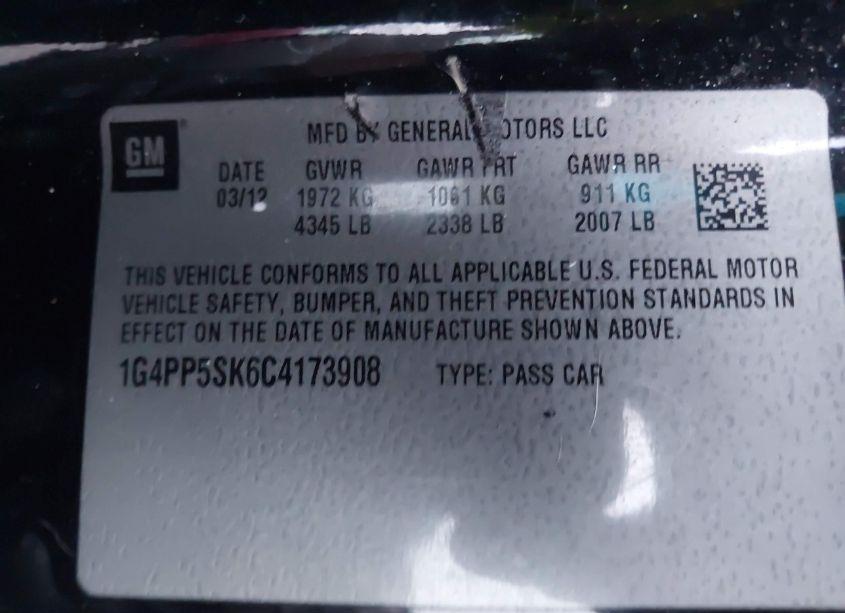 GM®
MFD BY GENERAL MOTORS LLC
DATE GVWR GAWR FRT GAWR RR
03/12 1972 KG 1061 KG 911 KG
4345 LB 2338 LB 2007 LB
THIS VEHICLE CONFORMS TO ALL APPLICABLE U.S. FEDERAL MOTOR
VEHICLE SAFETY, BUMPER, AND THEFT PREVENTION STANDARDS IN
EFFECT ON THE DATE OF MANUFACTURE SHOWN ABOVE.
1G4PP5SK6C4173908 TYPE: PASS CAR